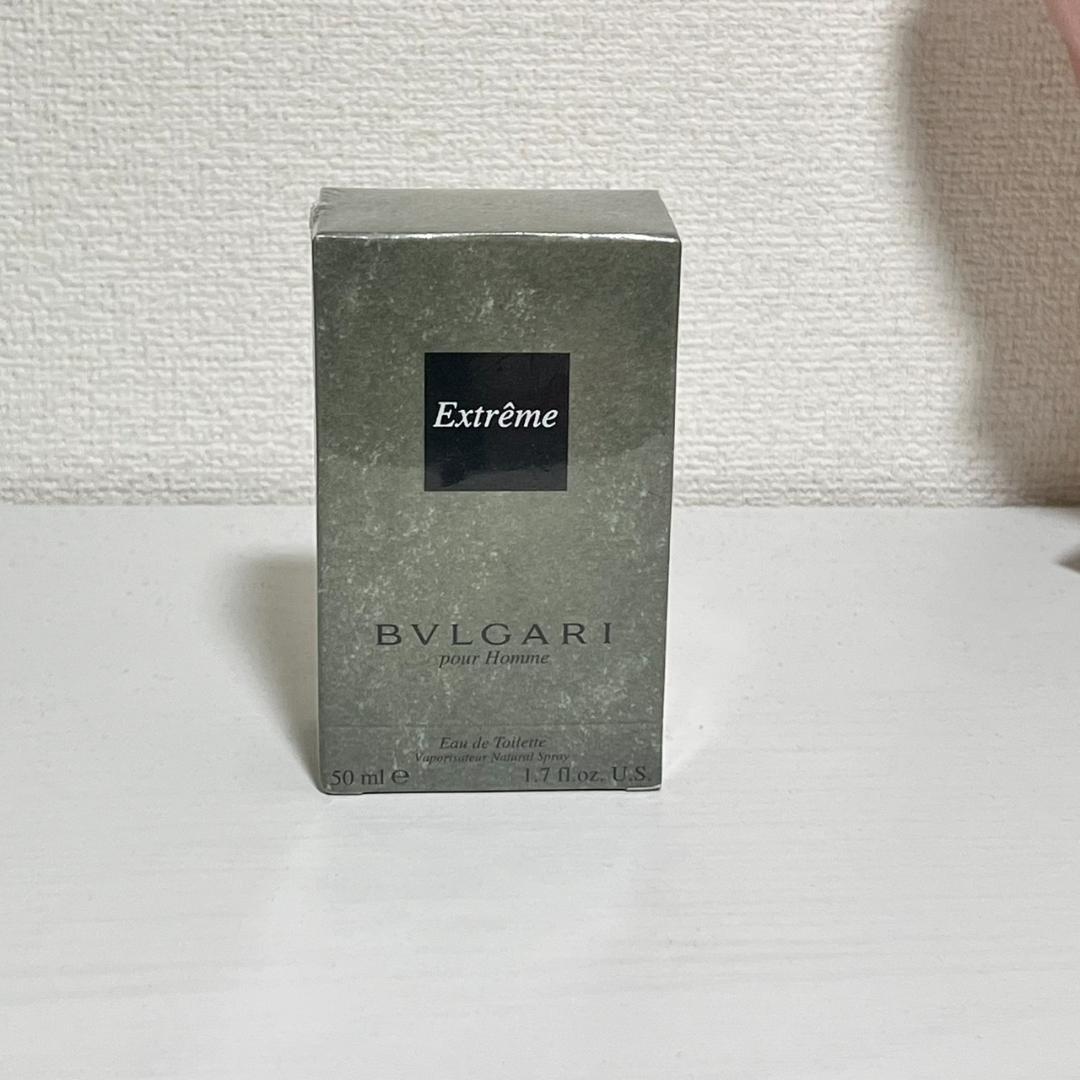 Extrême
BVLGARI
pour Homme
Eau de Toilette
Vaporisateur Natural Spray
50 ml ℮
1.7 fl.oz. U.S.